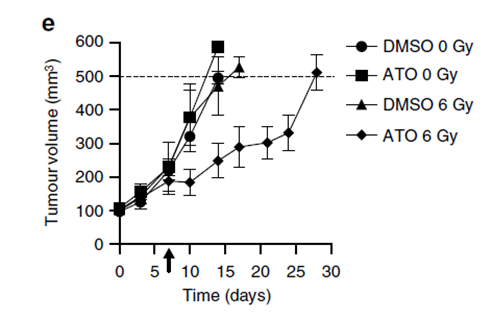 e
Tumour volume (mm³)
600
500
400
300
200
100
0
0 5 10 15 20 25 30
Time (days)
DMSO 0 Gy
ATO 0 Gy
DMSO 6 Gy
ATO 6 Gy